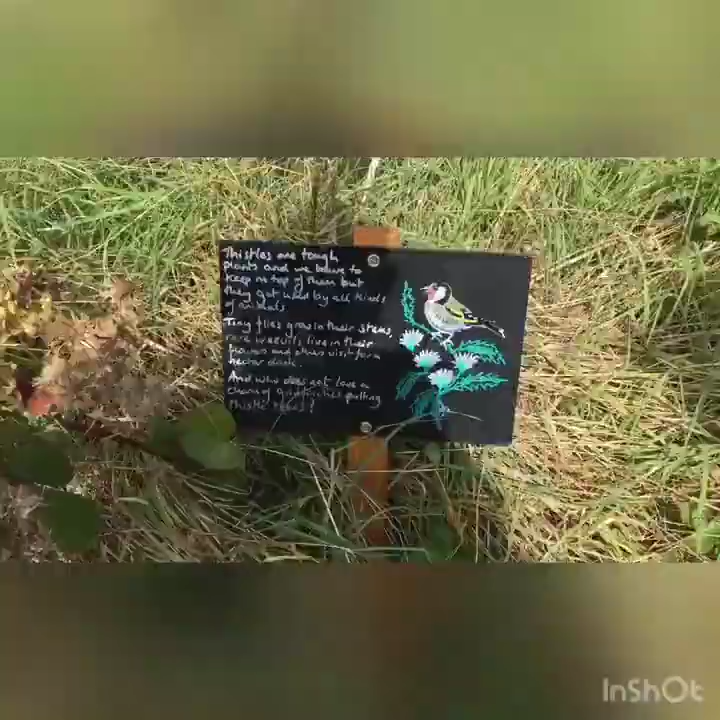 Thistles are tough
plants and we have to
keep on top of them but
they get used by all kinds
of animals
Tiny flies grow in their stems,
rare weevils live in their
flowers and others visit for a
nectar drink.
And who does not love a
charm of goldfinches pulling
thistle seeds!
InShOt